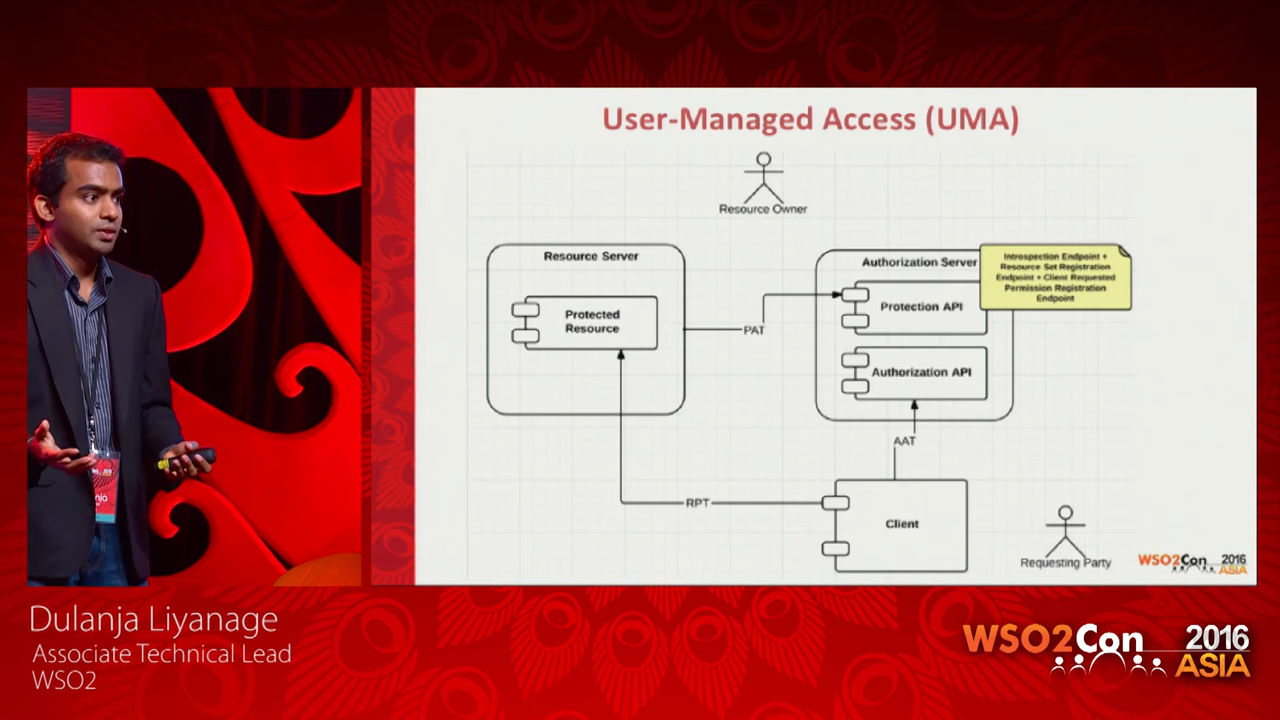 User-Managed Access (UMA)
Resource Owner
Resource Server
Protected
Resource
PAT
Authorization Server
Introspection Endpoint +
Resource Set Registration
Endpoint + Client Requested
Permission Registration
Endpoint
Protection API
Authorization API
AAT
RPT
Client
Requesting Party
WSO2Con 2016
ASIA
nja
Dulanja Liyanage
Associate Technical Lead
WSO2
WSO2Con 2016
ASIA